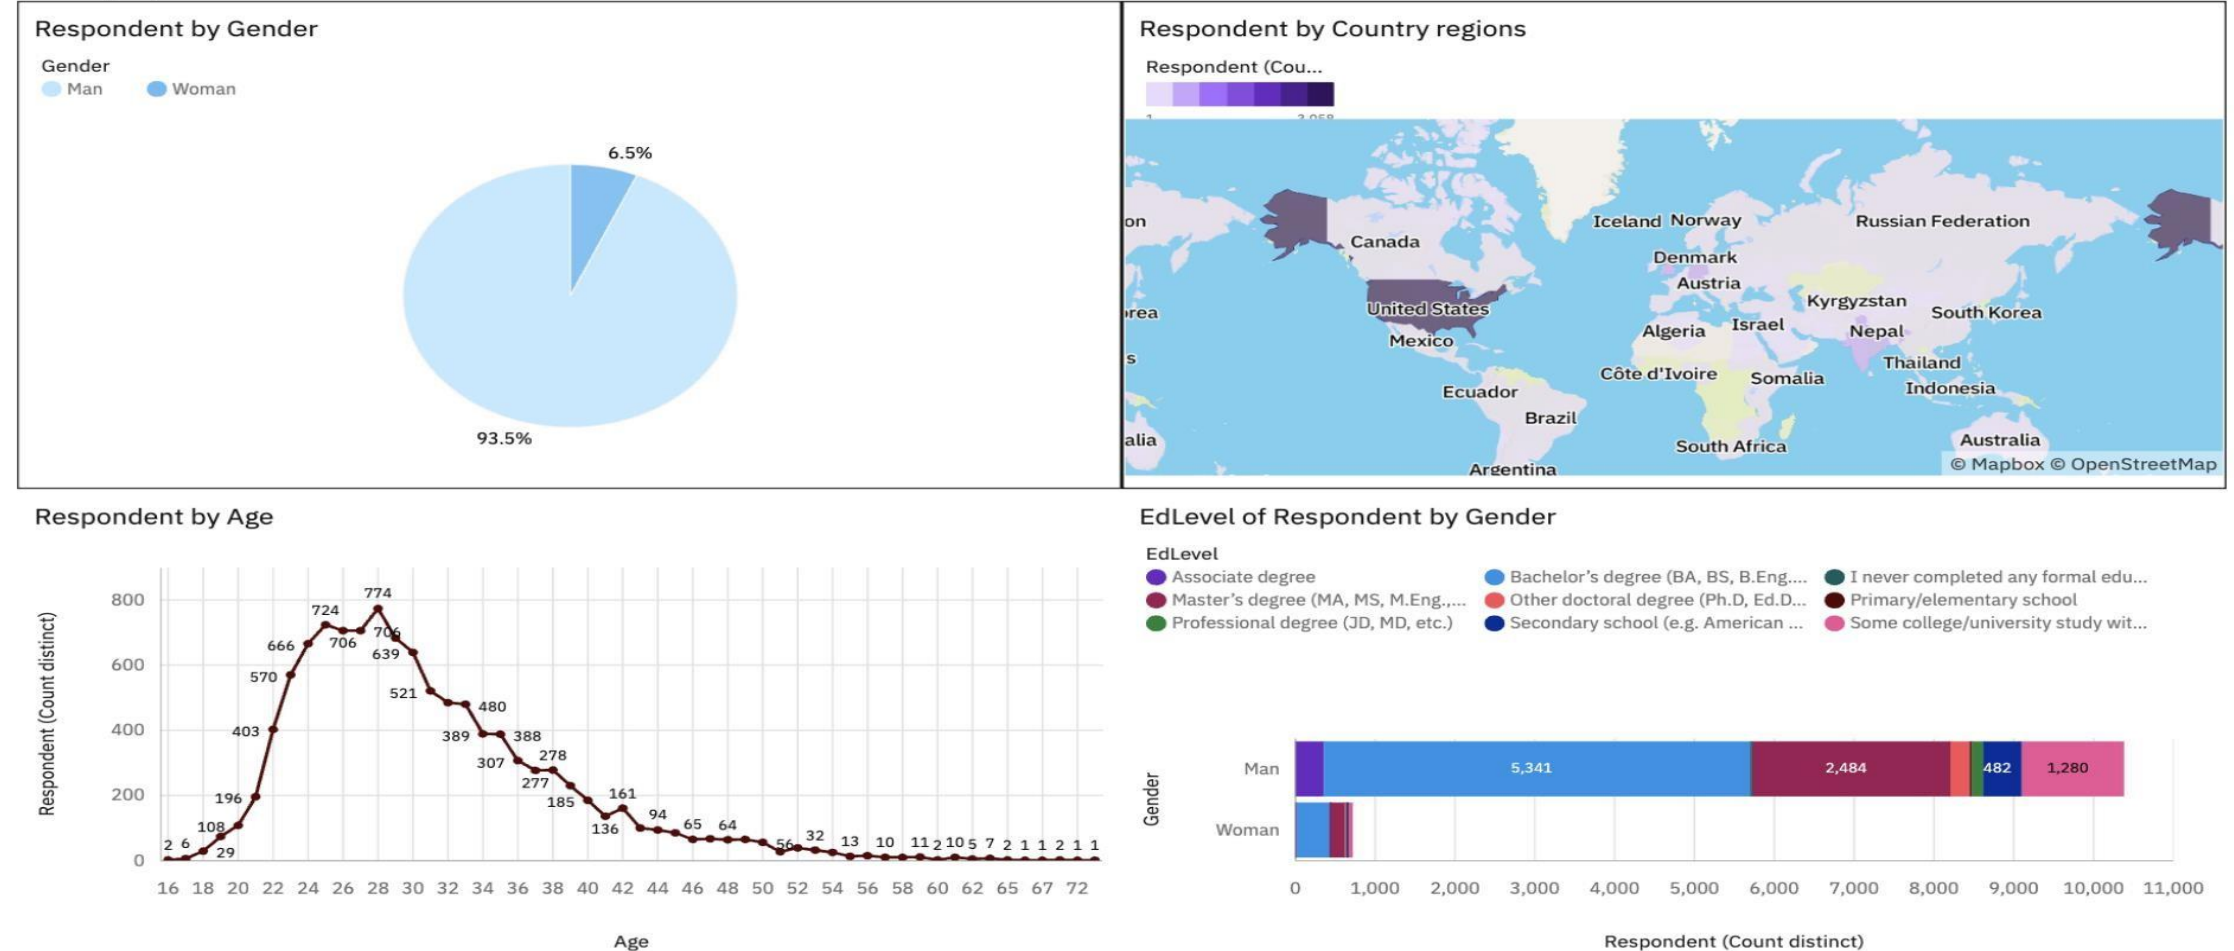 Respondent by Gender
Gender
Man
Woman
6.5%
93.5%
Respondent by Country regions
Respondent (Cou...
on
Iceland
Norway
Russian Federation
Canada
Denmark
Austria
United States
Kyrgyzstan
South Korea
Algeria
Israel
Nepal
Mexico
s
Thailand
Côte d'Ivoire
Somalia
Indonesia
Ecuador
Brazil
alia
South Africa
Australia
Argentina
© Mapbox © OpenStreetMap
Respondent by Age
Respondent (Count distinct)
800
600
400
200
0
2
6
29
108
196
403
570
666
724
706
774
706
639
521
480
389
388
307
277
278
185
136
161
94
65
64
56
32
13
10
11
2
10
5
7
2
1
1
2
1
1
16 18 20 22 24 26 28 30 32 34 36 38 40 42 44 46 48 50 52 54 56 58 60 62 65 67 72
Age
EdLevel of Respondent by Gender
EdLevel
Associate degree
Bachelor’s degree (BA, BS, B.Eng....
I never completed any formal edu...
Master’s degree (MA, MS, M.Eng.,...
Other doctoral degree (Ph.D, Ed.D...
Primary/elementary school
Professional degree (JD, MD, etc.)
Secondary school (e.g. American ...
Some college/university study wit...
Gender
Man
5,341
2,484
482
1,280
Woman
0 1,000 2,000 3,000 4,000 5,000 6,000 7,000 8,000 9,000 10,000 11,000
Respondent (Count distinct)